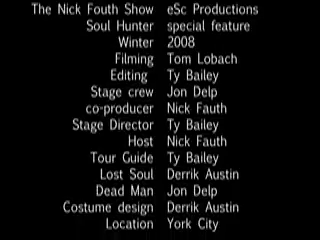 The Nick Fouth Show eSc Productions
Soul Hunter special feature
Winter 2008
Filming Tom Lobach
Editing Ty Bailey
Stage crew Jon Delp
co-producer Nick Fauth
Stage Director Ty Bailey
Host Nick Fauth
Tour Guide Ty Bailey
Lost Soul Derrik Austin
Dead Man Jon Delp
Costume design Derrik Austin
Location York City